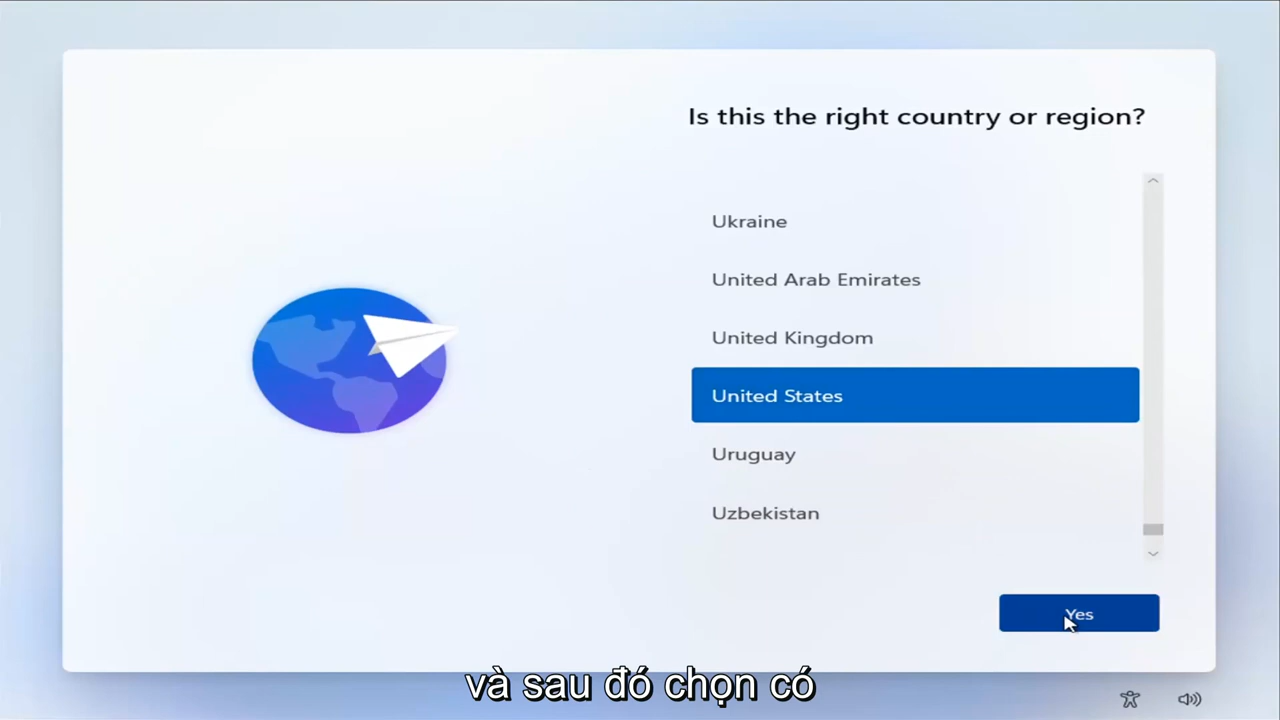 Is this the right country or region?
Ukraine
United Arab Emirates
United Kingdom
United States
Uruguay
Uzbekistan
Yes
và sau đó chọn có